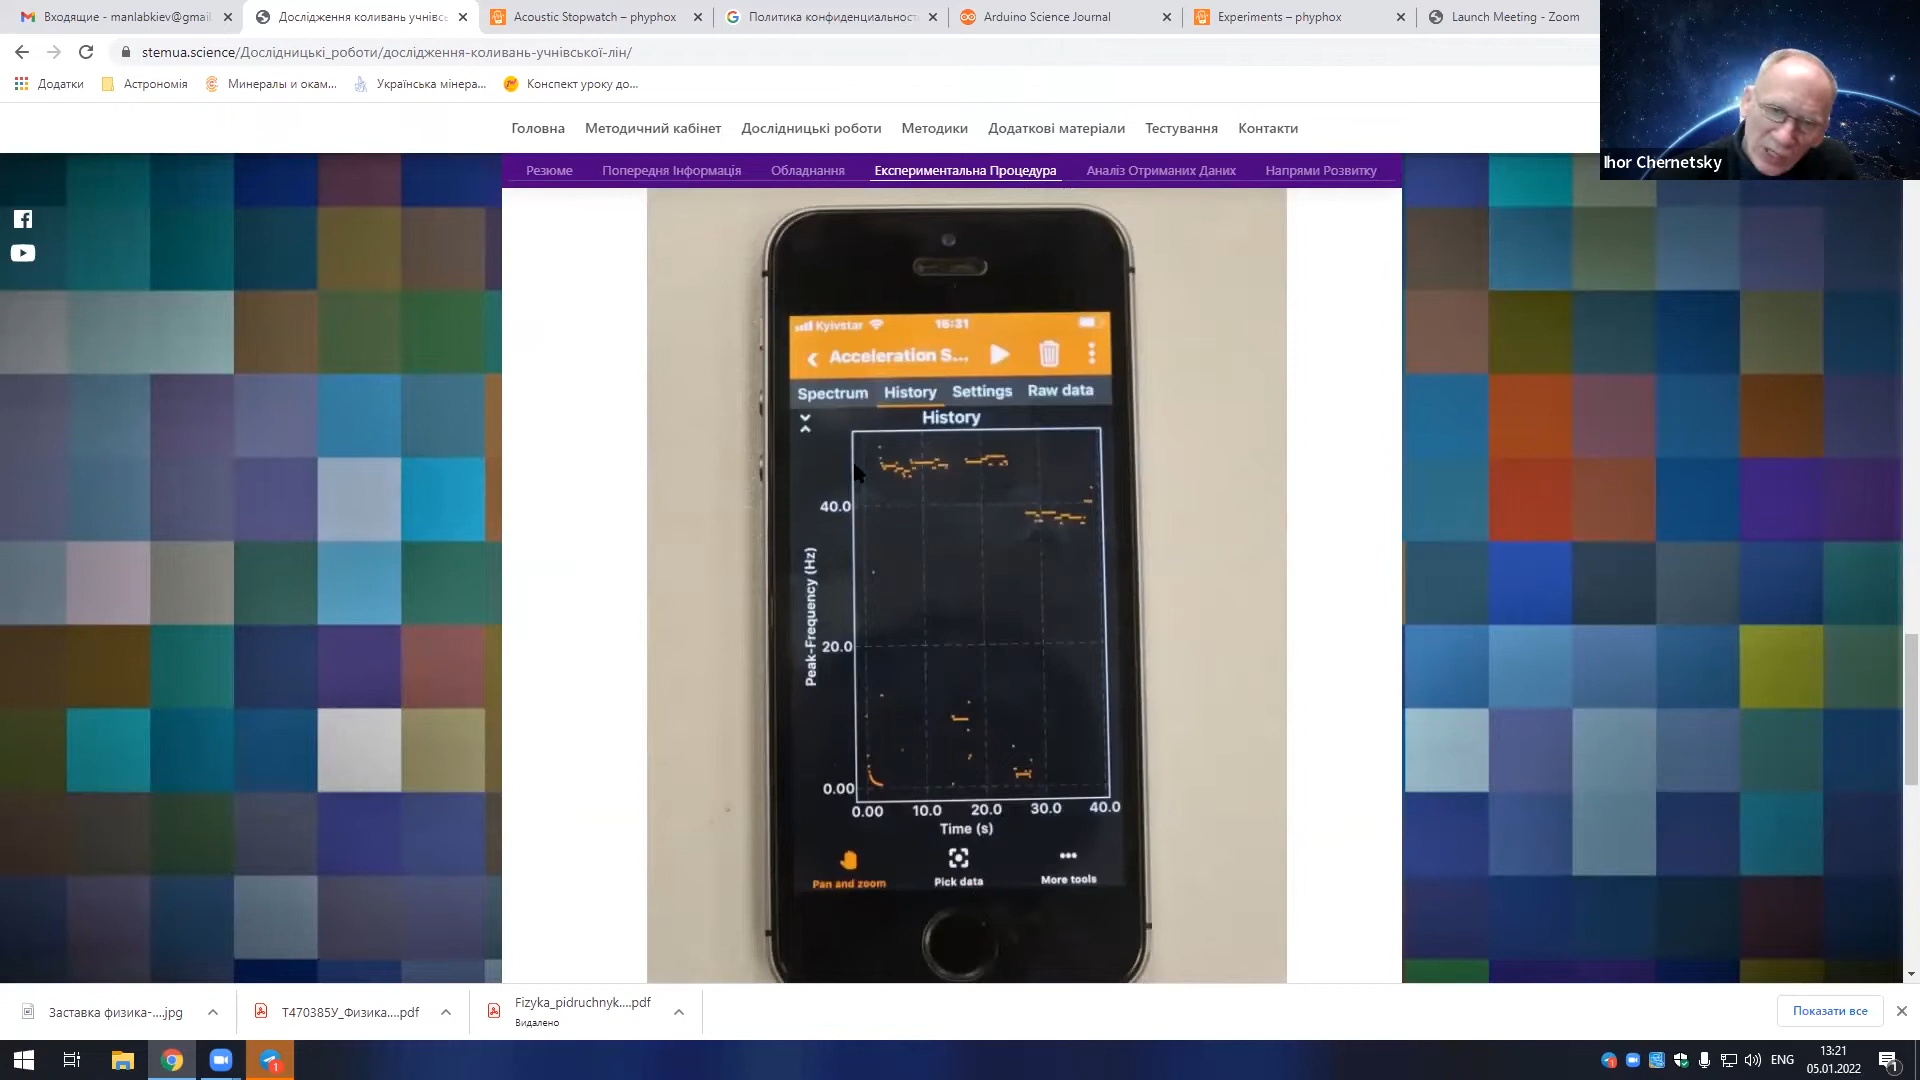 Входящие - manlabkiev@gmail.
Дослідження коливань учнівсь
Acoustic Stopwatch – phyphox
Политика конфиденциальност
Arduino Science Journal
Experiments – phyphox
Launch Meeting - Zoom
stemua.science/Дослідницькі_роботи/дослідження-коливань-учнівської-лін/
Додатки
Астрономія
Минералы и окам...
Українська мінера...
Конспект уроку до...
Головна Методичний кабінет Дослідницькі роботи Методики Додаткові матеріали Тестування Контакти
Ihor Chernetsky
Резюме Попередня Інформація Обладнання Експериментальна Процедура Аналіз Отриманих Даних Напрями Розвитку
Kyivstar 16:31
Acceleration S...
Spectrum History Settings Raw data
History
40.0
20.0
0.00
Peak-Frequency (Hz)
0.00 10.0 20.0 30.0 40.0
Time (s)
Pan and zoom Pick data More tools
Заставка физика-....jpg
Т470385У_Физика....pdf
Fizyka_pidruchnyk....pdf
Видалено
Показати все
1
ENG
13:21
05.01.2022
1